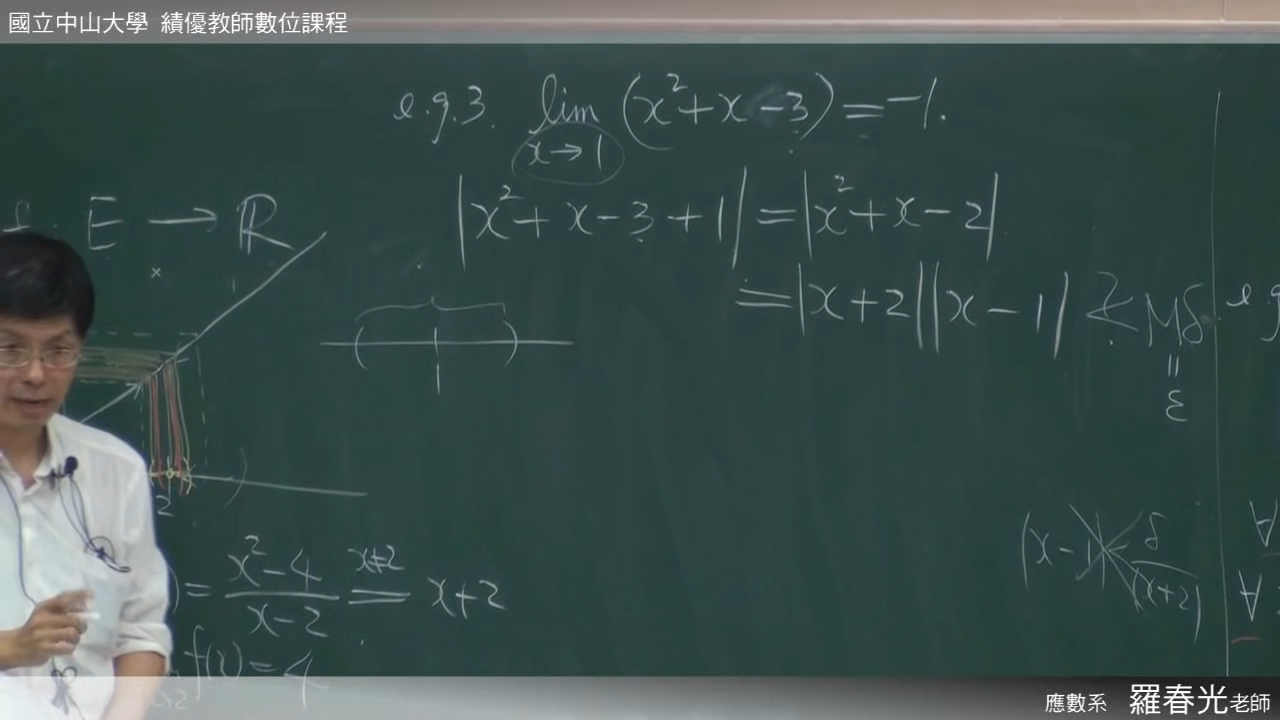 國立中山大學 績優教師數位課程
e.g.3. lim (x²+x-3) = -1.
x→1
E → ℝ
|x²+x-3+1| = |x²+x-2|
= |x+2||x-1| < Mδ
=
ε
2
= x²-4 / x-2 = x+2
x≠2
f(x) = 4
|x-1| < δ / |x+2|
∀
∀
應數系 羅春光老師